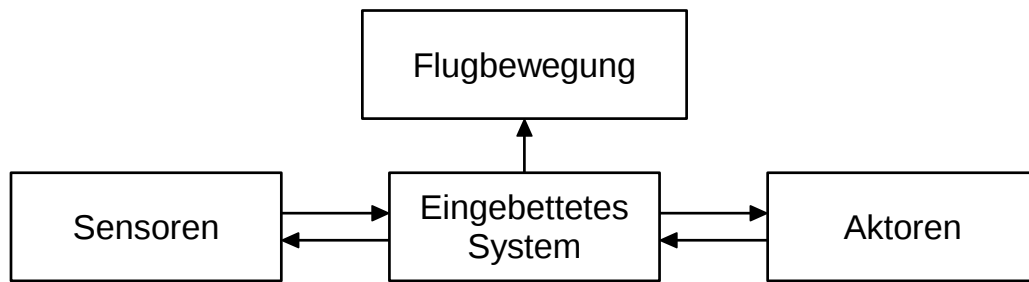 Flugbewegung
Sensoren
Eingebettetes
System
Aktoren